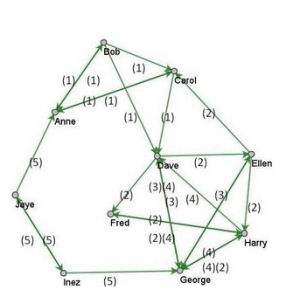 Bob
(1)
Carol
(1) (1)
(1) (1)
Anne
(1) (1)
(2)
Dave
(2)
Ellen
(5)
(3)(4)
(2)
(3) (4)
(3)
Jaye
(2)
Fred
(2)
Harry
(5) (5)
(2)(4)
(4)
(4)(2)
Inez
(5)
George